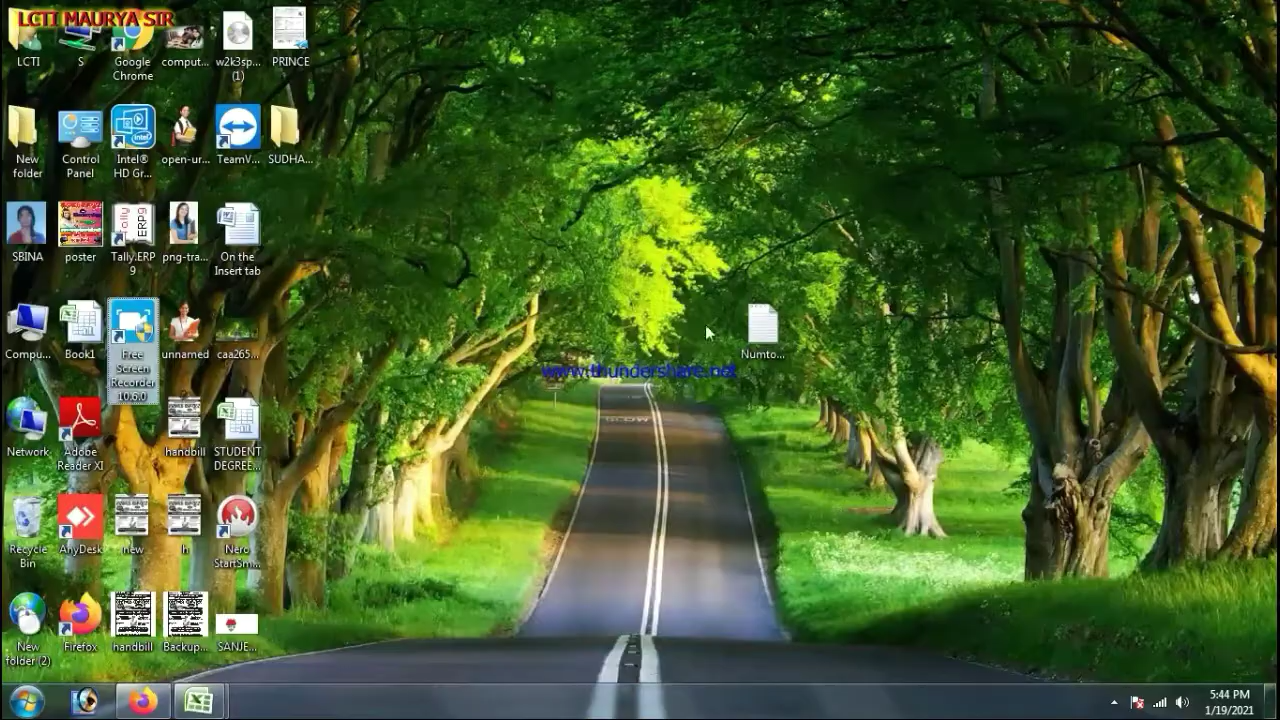 LCTI MAURYA SIR
LCTI
S
Google
Chrome
comput...
w2k3sp...
(1)
PRINCE
New
folder
Control
Panel
Intel®
HD Gr...
open-ur...
TeamV...
SUDHA...
SBINA
poster
Tally.ERP
9
png-tra...
On the
Insert tab
Compu...
Book1
Free
Screen
Recorder
10.6.0
unnamed
caa265...
Numto...
www.thundershare.net
Network
Adobe
Reader XI
handbill
STUDENT
DEGREE...
Recycle
Bin
AnyDesk
new
h
Nero
StartSm...
New
folder (2)
Firefox
handbill
Backup...
SANJE...
5:44 PM
1/19/2021